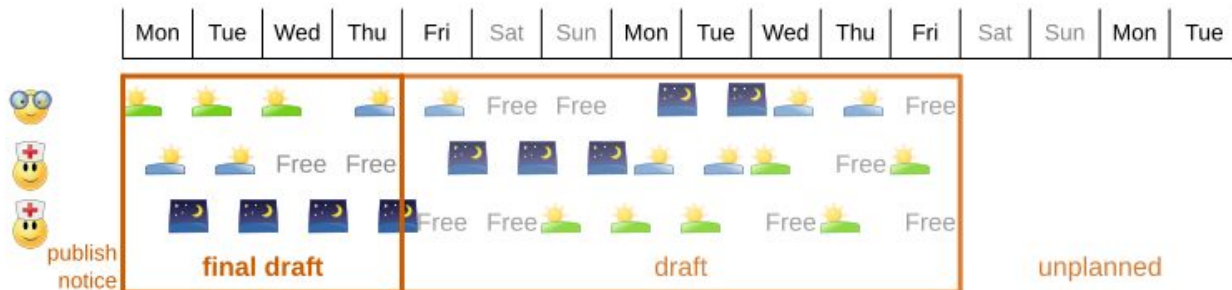 Mon Tue Wed Thu Fri Sat Sun Mon Tue Wed Thu Fri Sat Sun Mon Tue
Free Free Free
Free Free Free
Free Free Free Free
publish
notice
final draft draft unplanned